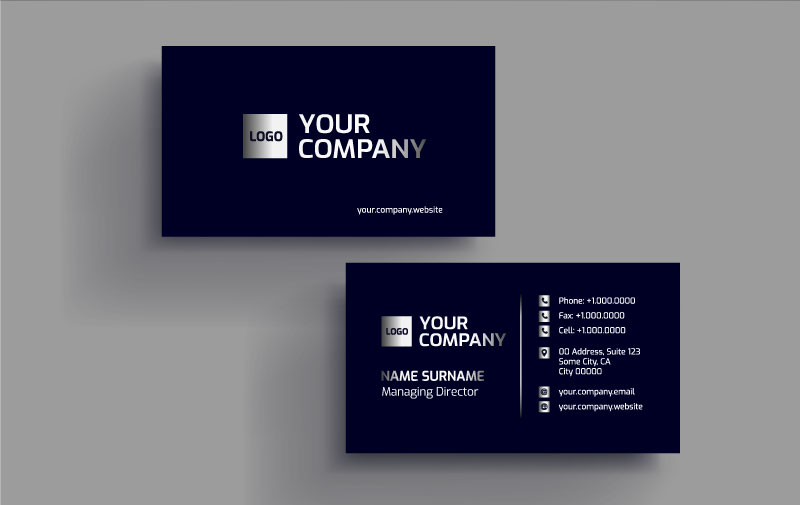 LOGO
YOUR
COMPANY
your.company.website
LOGO
YOUR
COMPANY
NAME SURNAME
Managing Director
Phone: +1.000.0000
Fax: +1.000.0000
Cell: +1.000.0000
00 Address, Suite 123
Some City, CA
City 00000
your.company.email
your.company.website